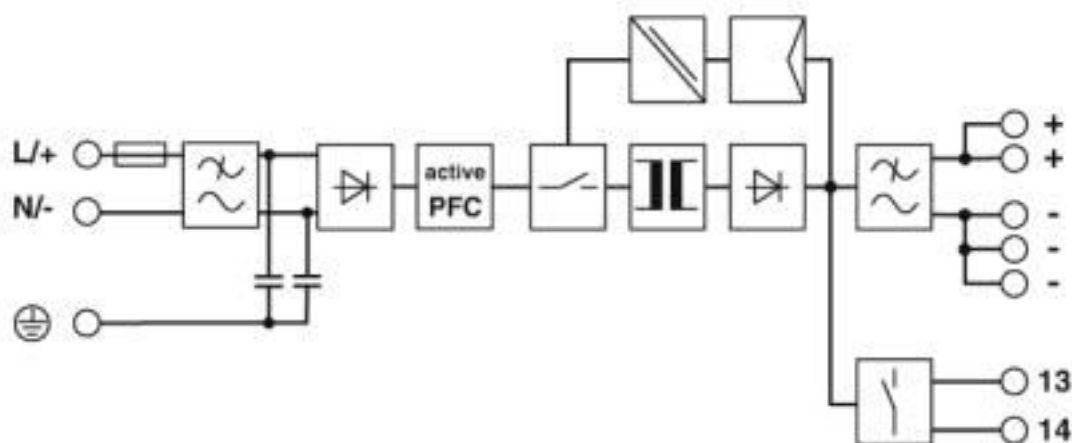 L/+
N/-
active
PFC
+
+
-
-
-
13
14